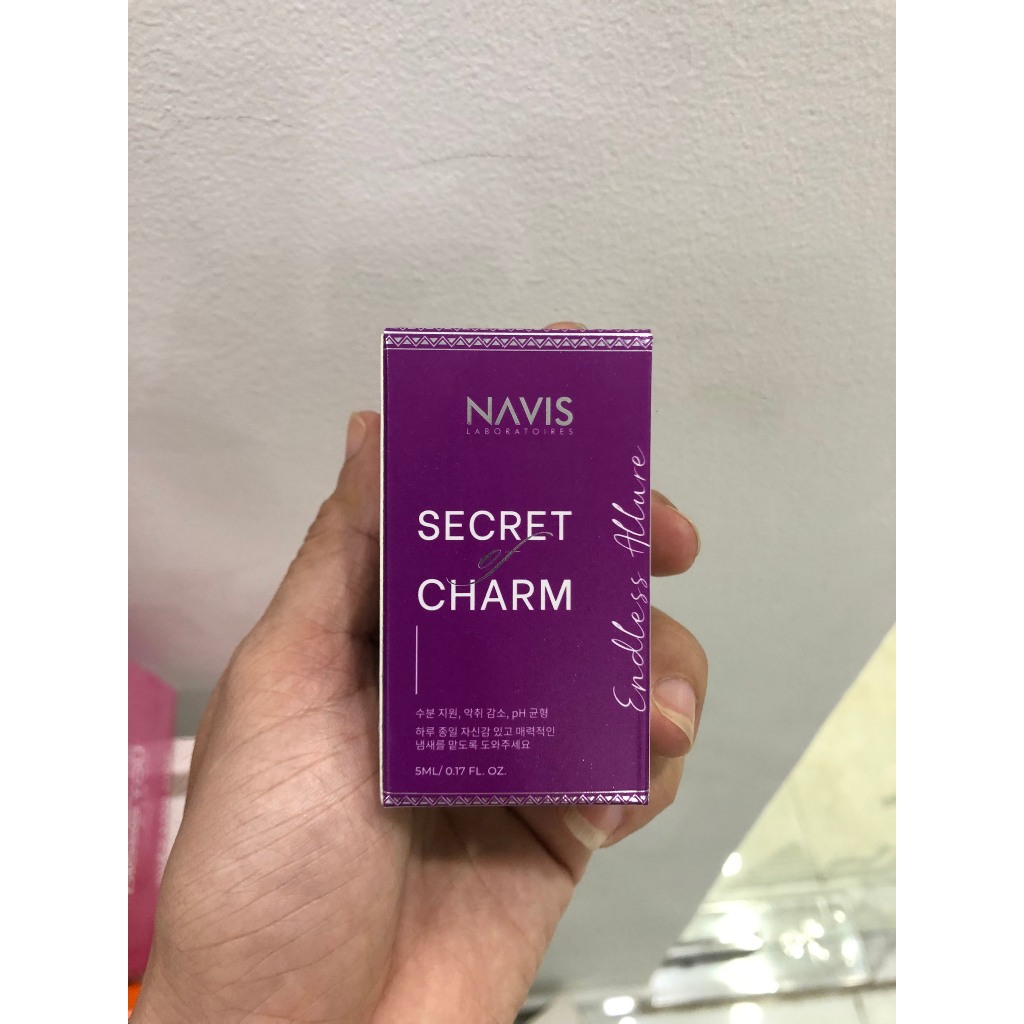 NAVIS
LABORATOIRES
SECRET
of
CHARM
Endless Allure
수분 지원, 악취 감소, pH 균형
하루 종일 자신감 있고 매력적인
냄새를 맡도록 도와주세요
5ML/ 0.17 FL. OZ.